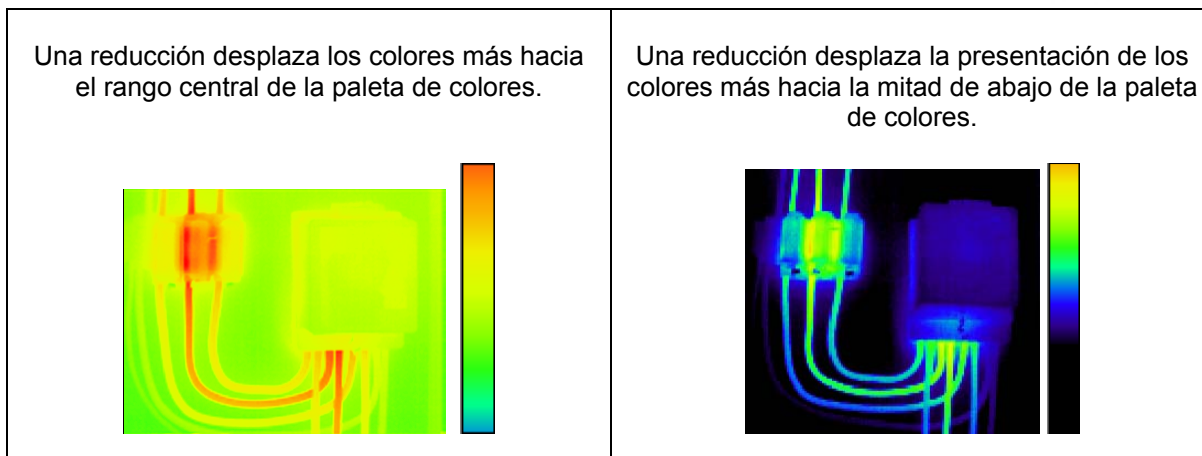 Una reducción desplaza los colores más hacia
el rango central de la paleta de colores.
Una reducción desplaza la presentación de los
colores más hacia la mitad de abajo de la paleta
de colores.